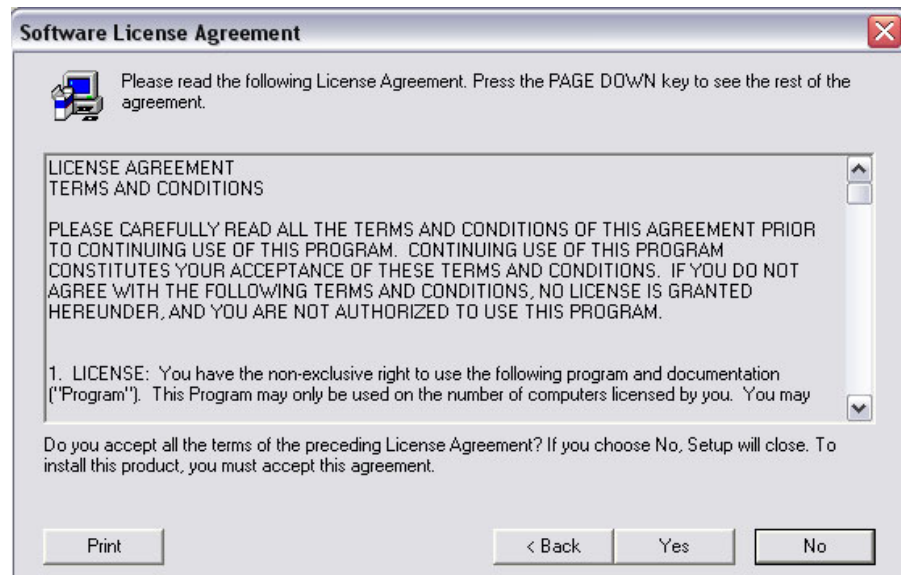 Software License Agreement
Please read the following License Agreement. Press the PAGE DOWN key to see the rest of the
agreement.
LICENSE AGREEMENT
TERMS AND CONDITIONS
PLEASE CAREFULLY READ ALL THE TERMS AND CONDITIONS OF THIS AGREEMENT PRIOR
TO CONTINUING USE OF THIS PROGRAM.  CONTINUING USE OF THIS PROGRAM
CONSTITUTES YOUR ACCEPTANCE OF THESE TERMS AND CONDITIONS.  IF YOU DO NOT
AGREE WITH THE FOLLOWING TERMS AND CONDITIONS, NO LICENSE IS GRANTED
HEREUNDER, AND YOU ARE NOT AUTHORIZED TO USE THIS PROGRAM.
1.  LICENSE:  You have the non-exclusive right to use the following program and documentation
("Program").  This Program may only be used on the number of computers licensed by you.  You may
Do you accept all the terms of the preceding License Agreement? If you choose No, Setup will close. To
install this product, you must accept this agreement.
Print < Back Yes No